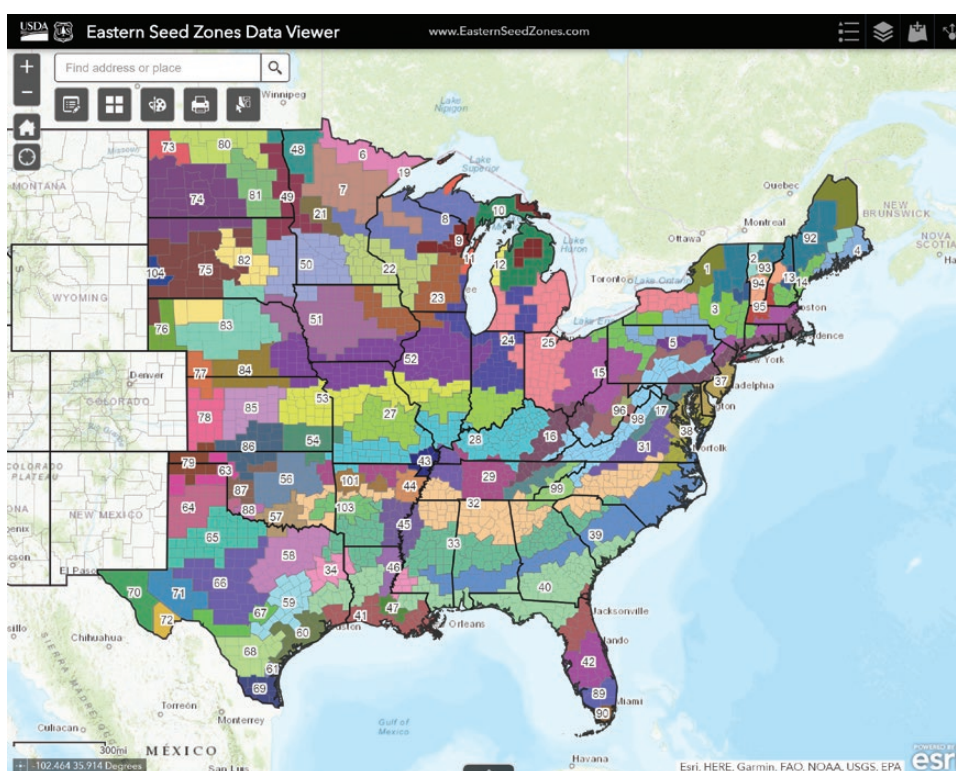 USDA Eastern Seed Zones Data Viewer www.EasternSeedZones.com
+
Find address or place
−
Winnipeg
Lake Nipigon
73 80 48 6
19 Lake Superior
MONTANA
74 81 49 7
21 8 10
Quebec
NEW BRUNSWICK
Montreal
Ottawa
NOVA SCOTIA
92
104 75 82 50 22 9 11 12
Lake Huron
Toronto Lake Ontario
1 2 93 13 14 4
94
95
WYOMING
76 83 51 23
3
24 25
5
Boston
77 84 52
15
New York
Denver
COLORADO
78 85 53 27
37
Philadelphia
96 98 17
38
Norfolk
86 54 28 16 31
COLORADO PLATEAU
79 63 56 43
101 44 29
99
NEW MEXICO
64 87 88 57 103 32
65 45 33 39
58
El Paso
70 71 66 34 46
40
72 67 59 41 47
Orleans
Jacksonville
Chihuahua
68 60
61
42
69
89
Miami
90
Torreón
Monterrey
Gulf of Mexico
Culiacan
300mi
MÉXICO
Havana
-102.464 35.914 Degrees
San Luis
POWERED BY
esri
Esri, HERE, Garmin, FAO, NOAA, USGS, EPA